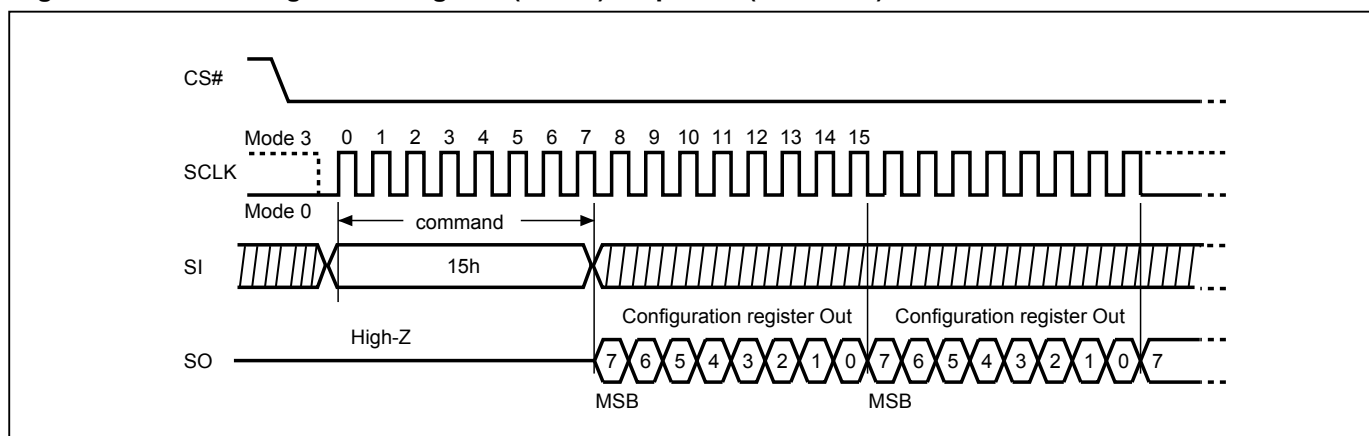 CS#
Mode 3 0 1 2 3 4 5 6 7 8 9 10 11 12 13 14 15
SCLK
Mode 0
command
SI 15h
Configuration register Out Configuration register Out
High-Z
SO 7 6 5 4 3 2 1 0 7 6 5 4 3 2 1 0 7
MSB MSB